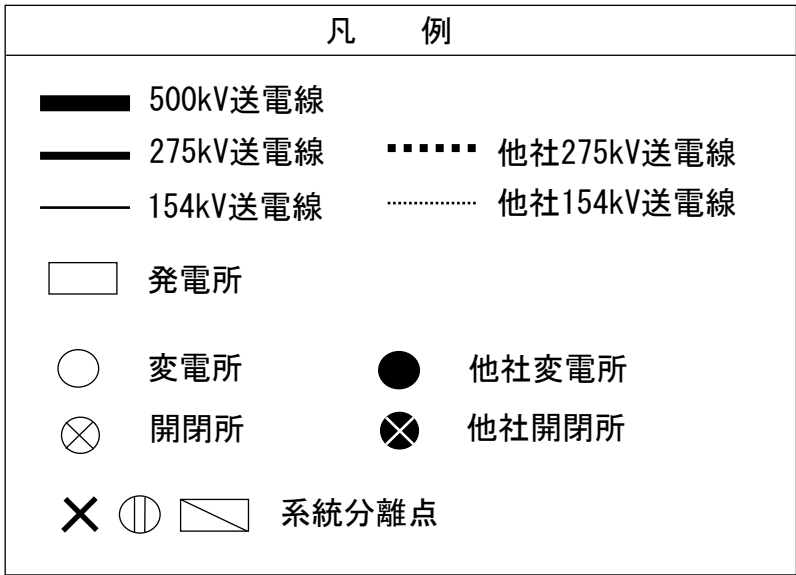 凡 例
500kV送電線
275kV送電線 他社275kV送電線
154kV送電線 他社154kV送電線
発電所
変電所 他社変電所
開閉所 他社開閉所
系統分離点